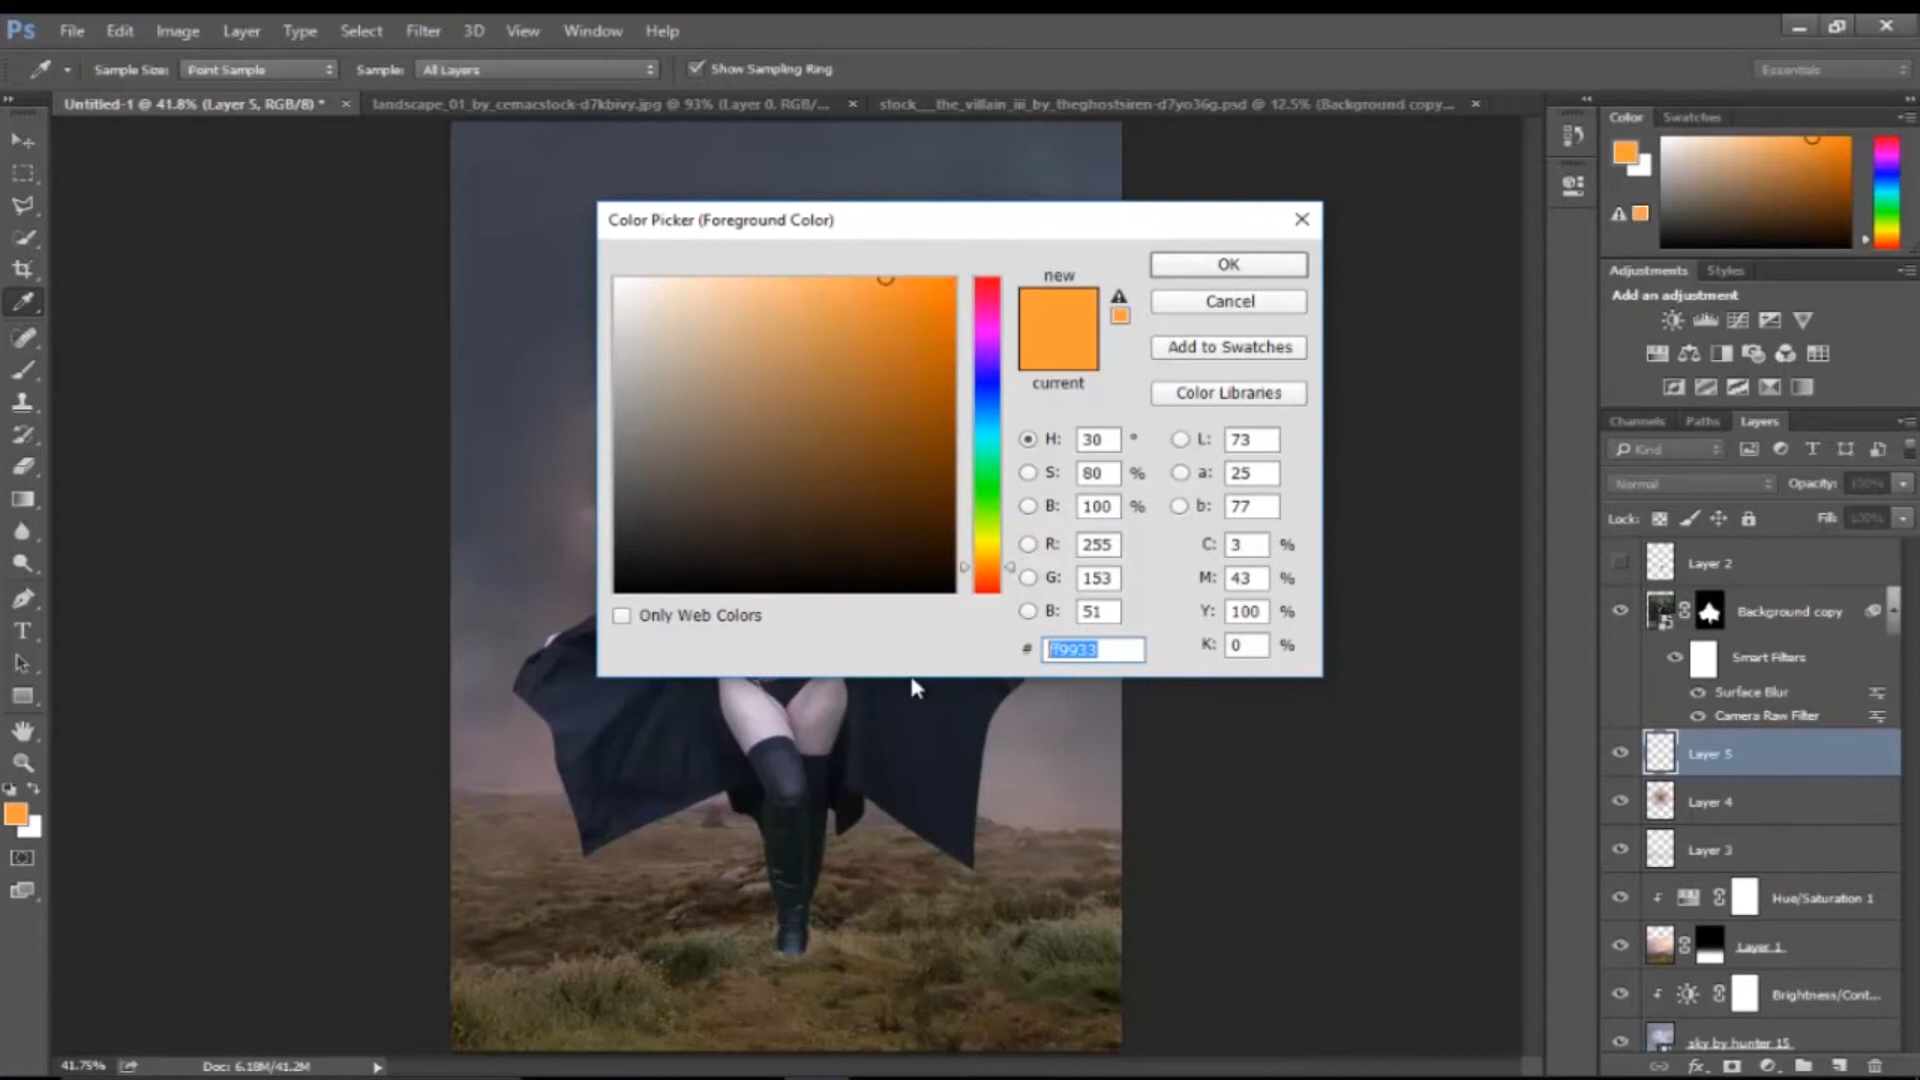 Ps File Edit Image Layer Type Select Filter 3D View Window Help
Sample Size: Point Sample Sample: All Layers Show Sampling Ring Essentials
Untitled-1 @ 41.8% (Layer 5, RGB/8) * × landscape_01_by_cemacstock-d7kbivy.jpg @ 93% (Layer 0, RGB/... × stock___the_villain_iii_by_theghostsiren-d7yo36g.psd @ 12.5% (Background copy... ×
Color Swatches
Color Picker (Foreground Color)
new
current
OK
Cancel
Add to Swatches
Color Libraries
H: 30 ° L: 73
S: 80 % a: 25
B: 100 % b: 77
R: 255 C: 3 %
G: 153 M: 43 %
B: 51 Y: 100 %
# ff9933 K: 0 %
Only Web Colors
Adjustments Styles
Add an adjustment
Channels Paths Layers
Kind
Normal Opacity: 100%
Lock: Fill: 100%
Layer 2
Background copy
Smart Filters
Surface Blur
Camera Raw Filter
Layer 5
Layer 4
Layer 3
Hue/Saturation 1
Layer 1
Brightness/Cont...
sky by hunter 15
T
41.75% Doc: 6.18M/41.2M
fx